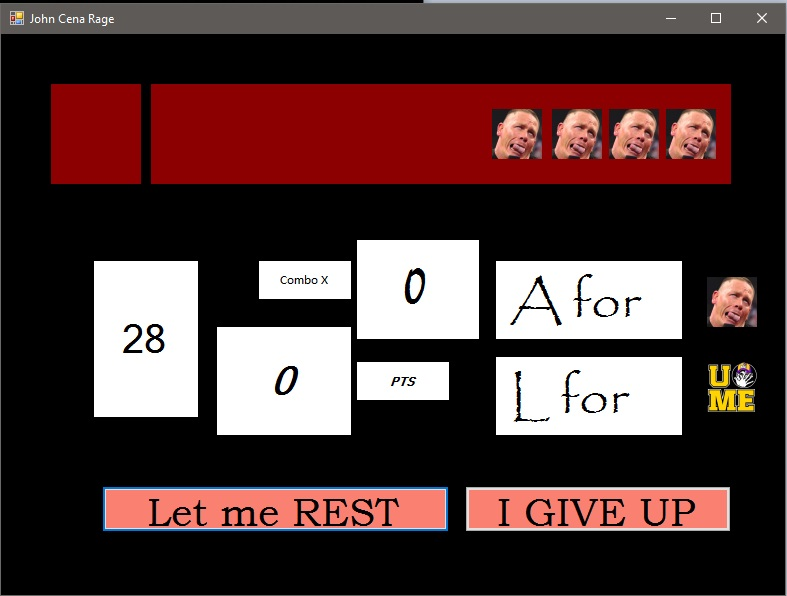 John Cena Rage
28
Combo X
0
A for
0
PTS
L for
U ME
Let me REST
I GIVE UP